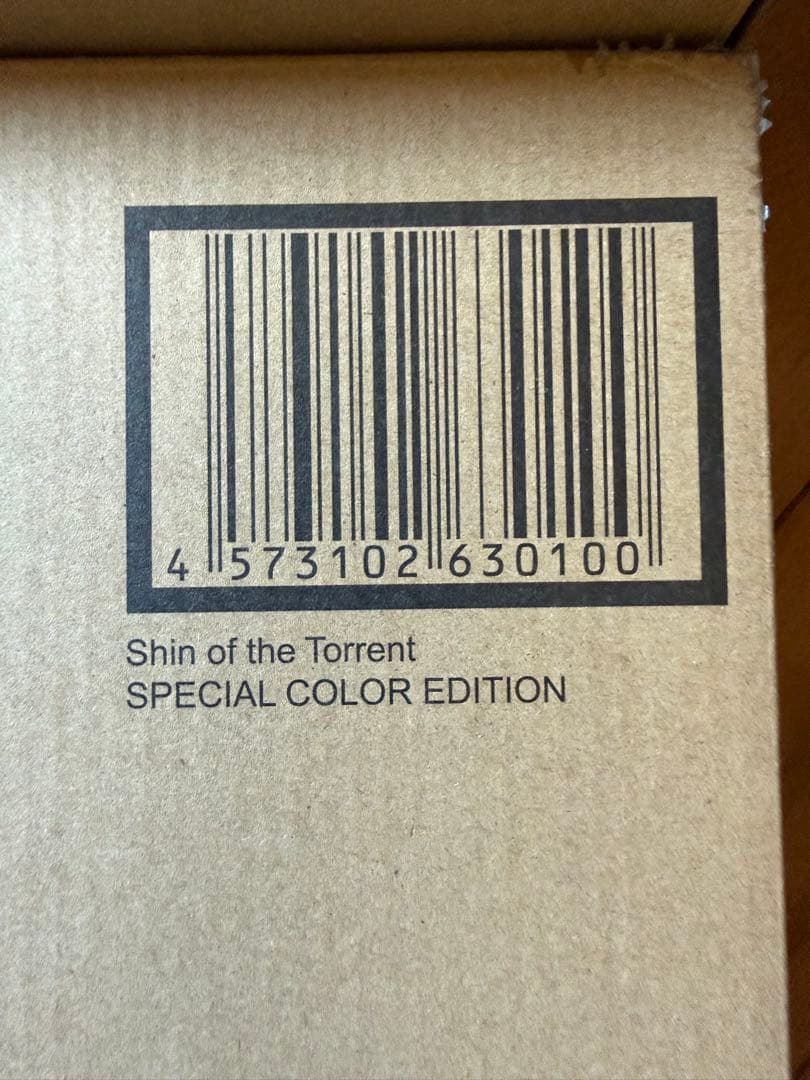 4 573102 630100
Shin of the Torrent
SPECIAL COLOR EDITION